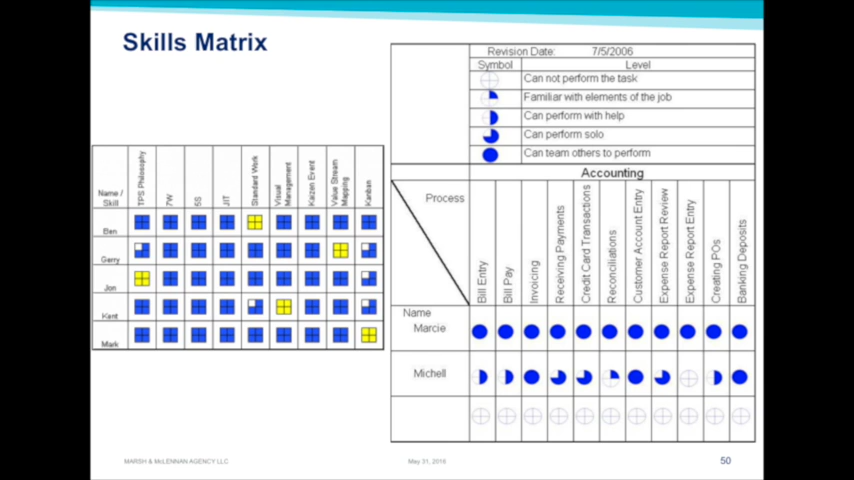 Skills Matrix
Name / Skill
TPS Philosophy
7W
5S
JIT
Standard Work
Visual Management
Kaizen Event
Value Stream Mapping
Kanban
Ben
Gerry
Jon
Kent
Mark
Revision Date: 7/5/2006
Symbol Level
Can not perform the task
Familiar with elements of the job
Can perform with help
Can perform solo
Can team others to perform
Accounting
Process
Bill Entry
Bill Pay
Invoicing
Receiving Payments
Credit Card Transactions
Reconciliations
Customer Account Entry
Expense Report Review
Expense Report Entry
Creating POs
Banking Deposits
Name
Marcie
Michell
MARSH & McLENNAN AGENCY LLC May 31, 2016 50